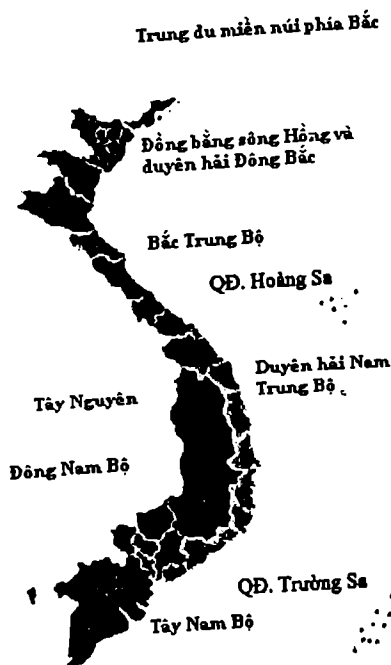 Trung du miền núi phía Bắc
Đồng bằng sông Hồng và
duyên hải Đông Bắc
Bắc Trung Bộ
QĐ. Hoàng Sa
Duyên hải Nam
Trung Bộ
Tây Nguyên
Đông Nam Bộ
QĐ. Trường Sa
Tây Nam Bộ